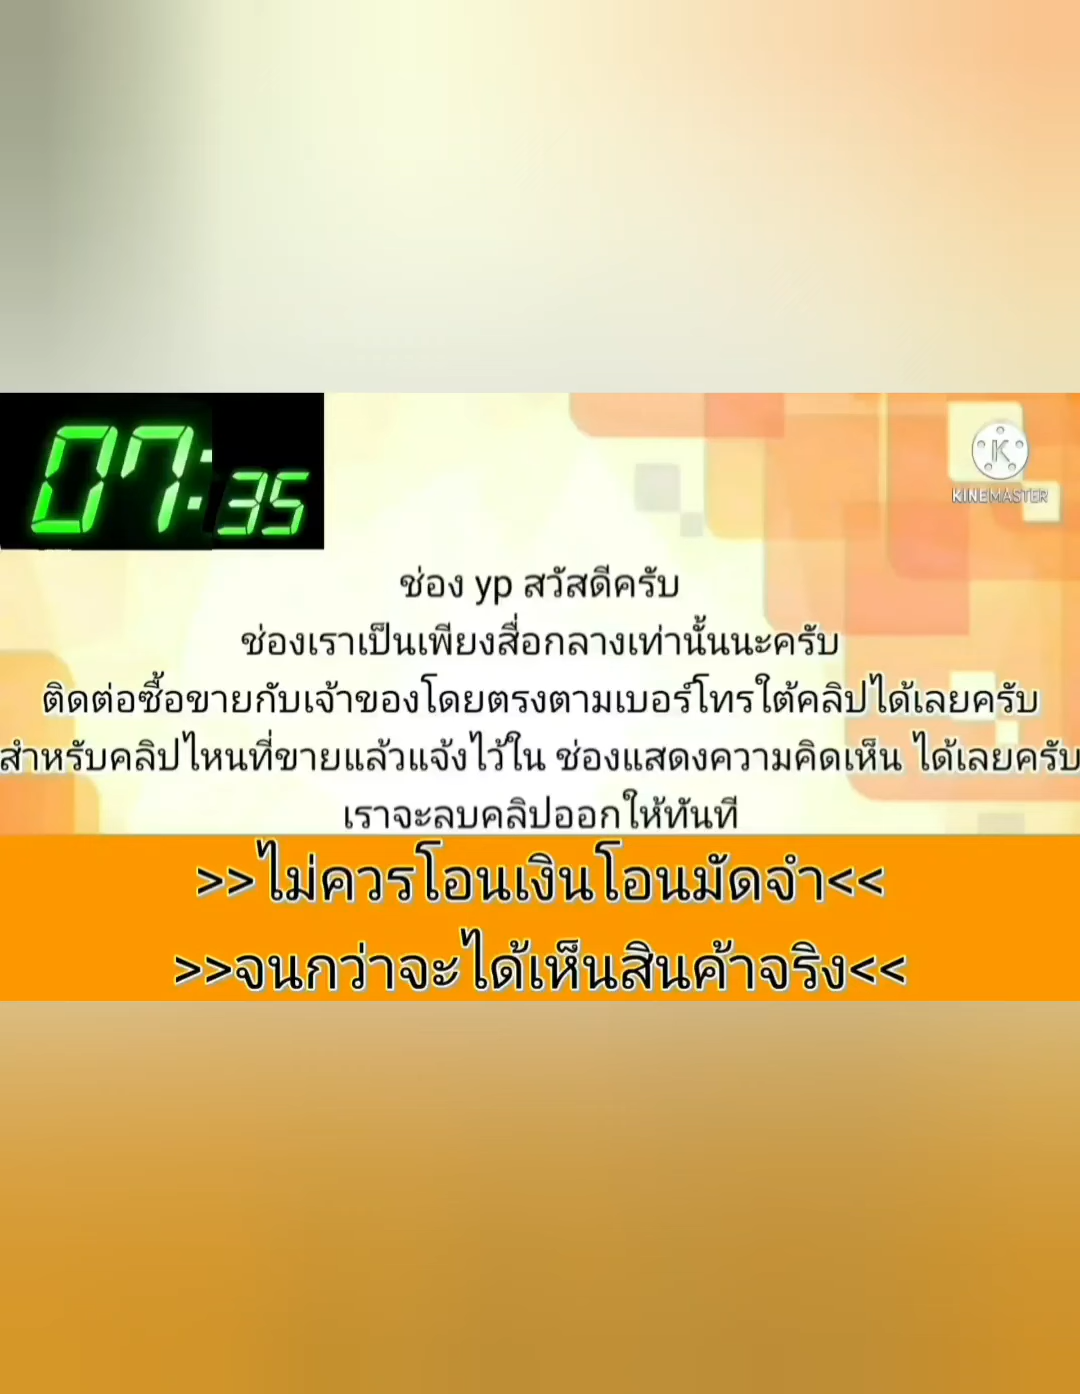 07:35
KINEMASTER
ช่อง yp สวัสดีครับ
ช่องเราเป็นเพียงสื่อกลางเท่านั้นนะครับ
ติดต่อซื้อขายกับเจ้าของโดยตรงตามเบอร์โทรใต้คลิปได้เลยครับ
สำหรับคลิปไหนที่ขายแล้วแจ้งไว้ใน ช่องแสดงความคิดเห็น ได้เลยครับ
เราจะลบคลิปออกให้ทันที
>>ไม่ควรโอนเงินโอนมัดจำ<<
>>จนกว่าจะได้เห็นสินค้าจริง<<